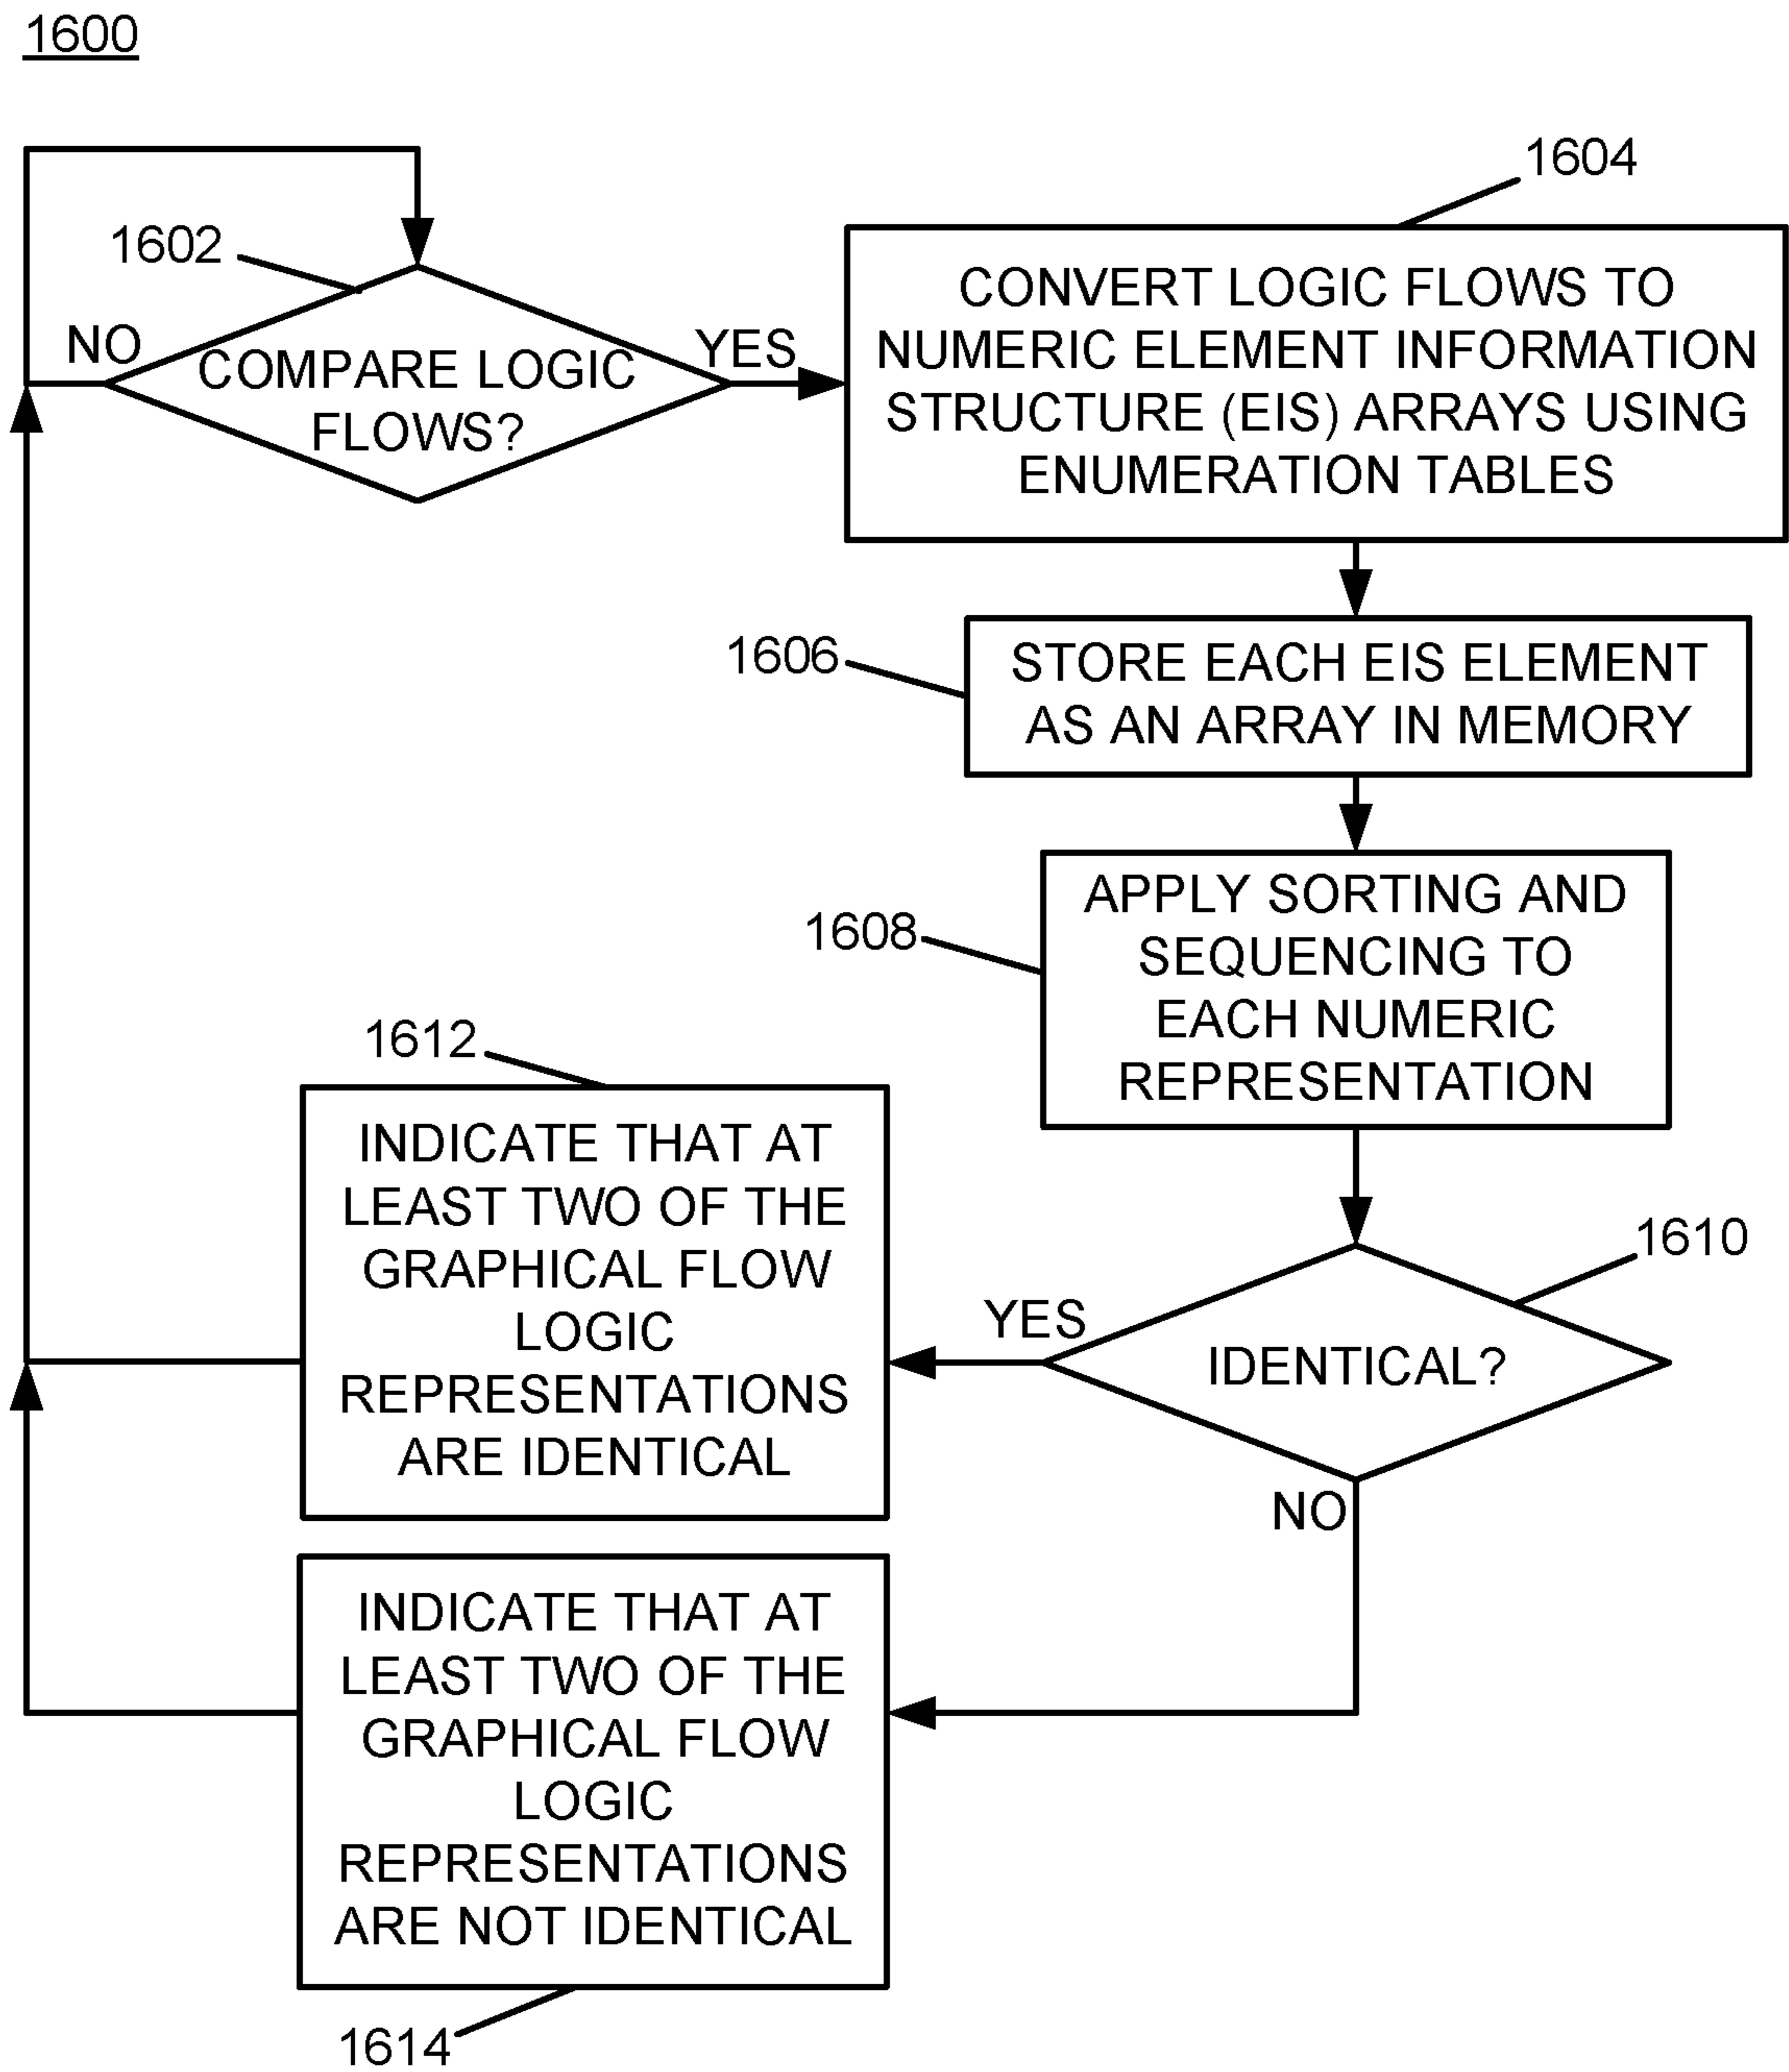 1600
1602
NO
COMPARE LOGIC
FLOWS?
YES
1604
CONVERT LOGIC FLOWS TO
NUMERIC ELEMENT INFORMATION
STRUCTURE (EIS) ARRAYS USING
ENUMERATION TABLES
1606
STORE EACH EIS ELEMENT
AS AN ARRAY IN MEMORY
1608
APPLY SORTING AND
SEQUENCING TO
EACH NUMERIC
REPRESENTATION
1610
IDENTICAL?
YES
NO
1612
INDICATE THAT AT
LEAST TWO OF THE
GRAPHICAL FLOW
LOGIC
REPRESENTATIONS
ARE IDENTICAL
INDICATE THAT AT
LEAST TWO OF THE
GRAPHICAL FLOW
LOGIC
REPRESENTATIONS
ARE NOT IDENTICAL
1614